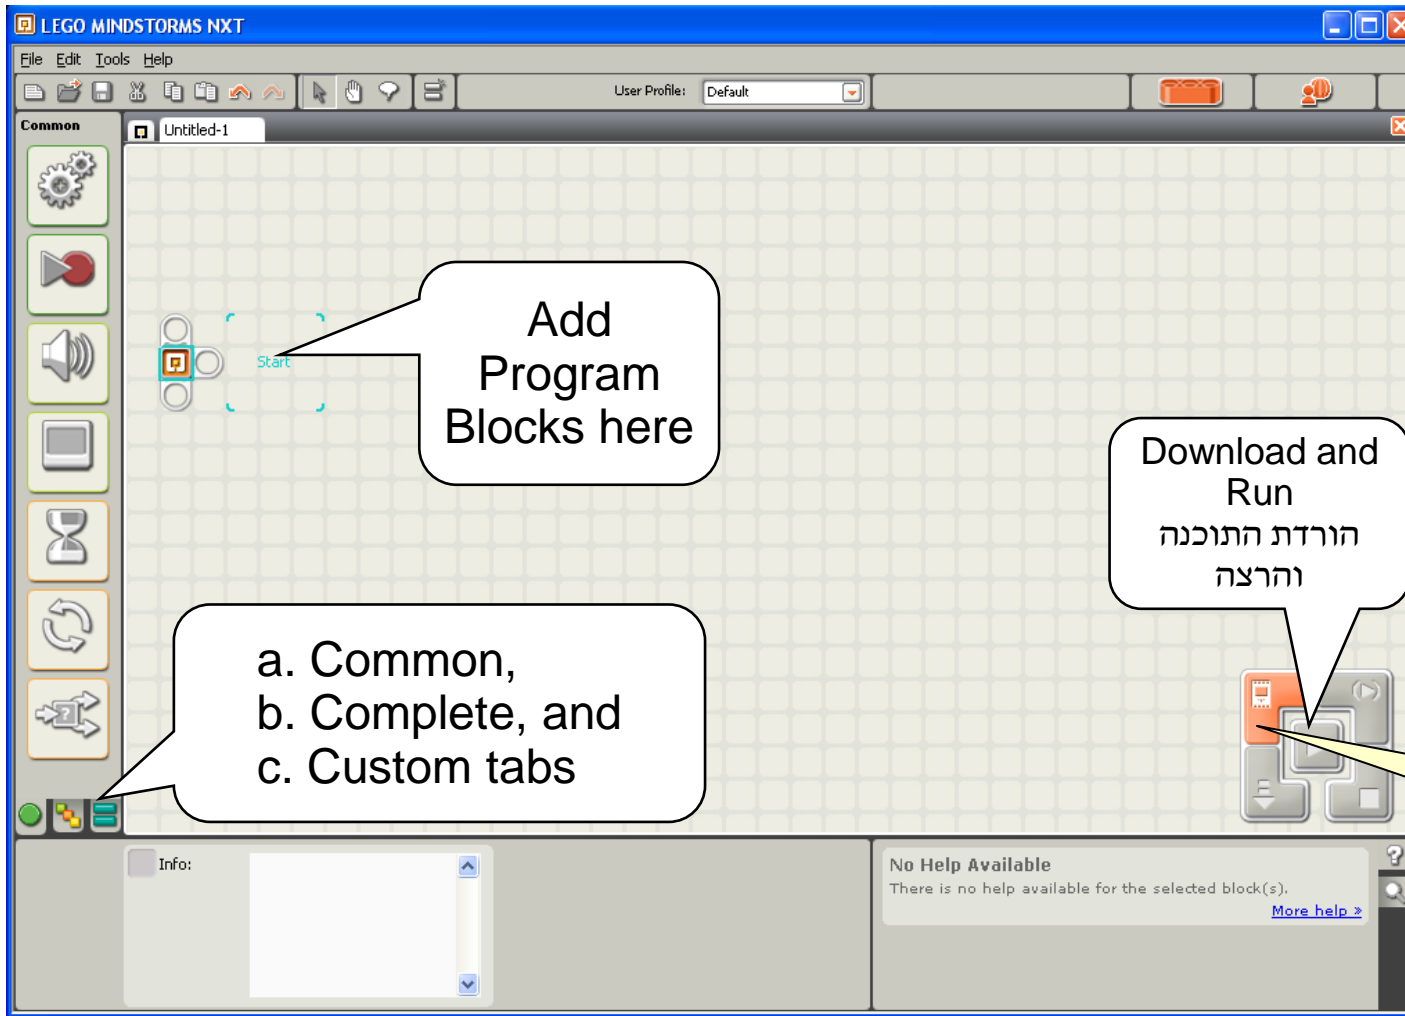 LEGO MINDSTORMS NXT
File Edit Tools Help
User Profile: Default
Common
Untitled-1
Start
Add
Program
Blocks here
Download and
Run
הורדת התוכנה
והרצה
a. Common,
b. Complete, and
c. Custom tabs
Info:
No Help Available
There is no help available for the selected block(s).
More help »